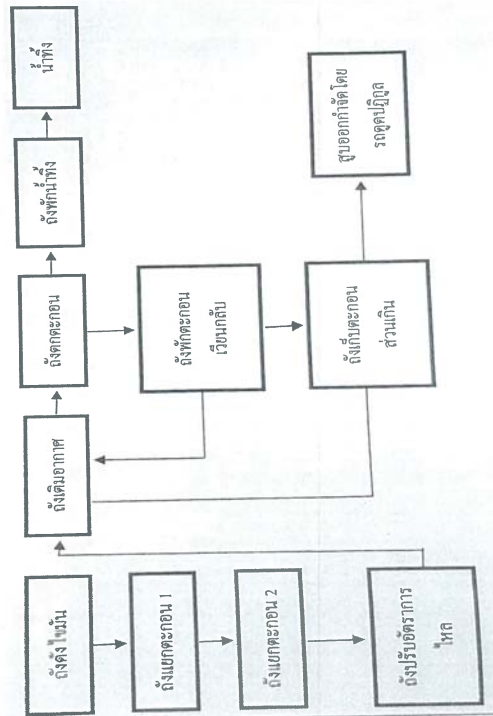 ถังดักไขมัน
ถังแยกตะกอน 1
ถังแยกตะกอน 2
ถังปรับอัตราการ
ไหล
ถังเติมอากาศ
ถังตกตะกอน
ถังพักน้ำทิ้ง
น้ำทิ้ง
ถังพักตะกอน
เวียนกลับ
ถังเก็บตะกอน
ส่วนเกิน
สูบออกกำจัดโดย
รถดูดปฏิกูล